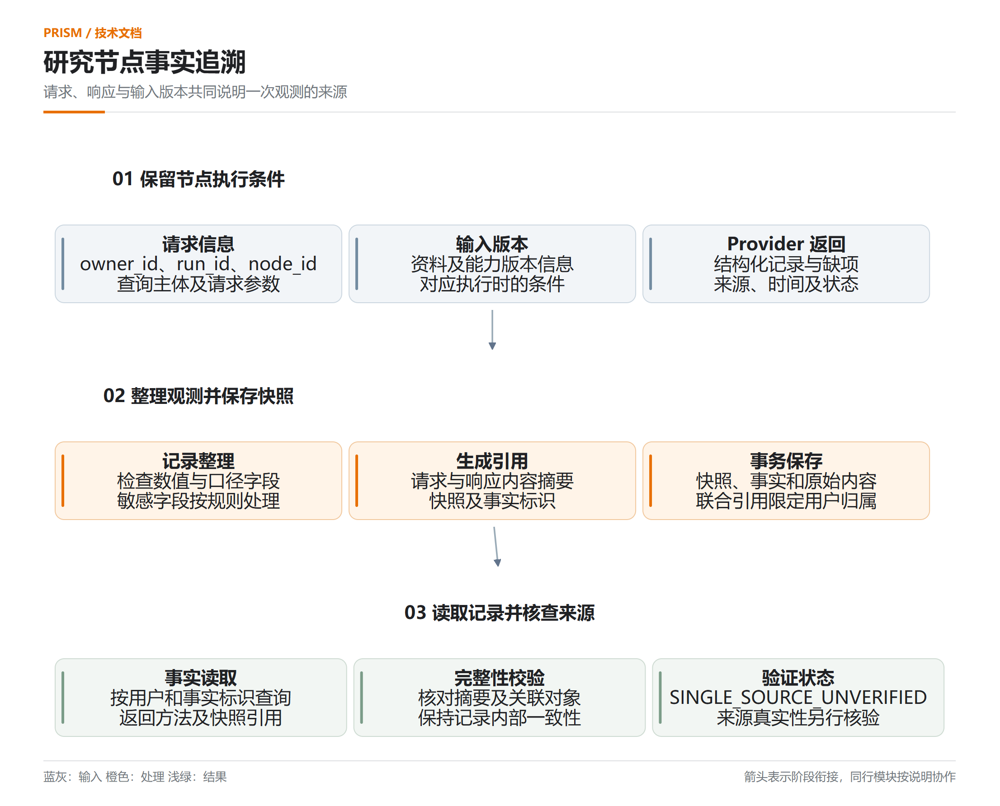 PRISM / 技术文档
研究节点事实追溯
请求、响应与输入版本共同说明一次观测的来源
01 保留节点执行条件
请求信息
owner_id、run_id、node_id
查询主体及请求参数
输入版本
资料及能力版本信息
对应执行时的条件
Provider 返回
结构化记录与缺项
来源、时间及状态
02 整理观测并保存快照
记录整理
检查数值与口径字段
敏感字段按规则处理
生成引用
请求与响应内容摘要
快照及事实标识
事务保存
快照、事实和原始内容
联合引用限定用户归属
03 读取记录并核查来源
事实读取
按用户和事实标识查询
返回方法及快照引用
完整性校验
核对摘要及关联对象
保持记录内部一致性
验证状态
SINGLE_SOURCE_UNVERIFIED
来源真实性另行核验
蓝灰：输入 橙色：处理 浅绿：结果
箭头表示阶段衔接，同行模块按说明协作